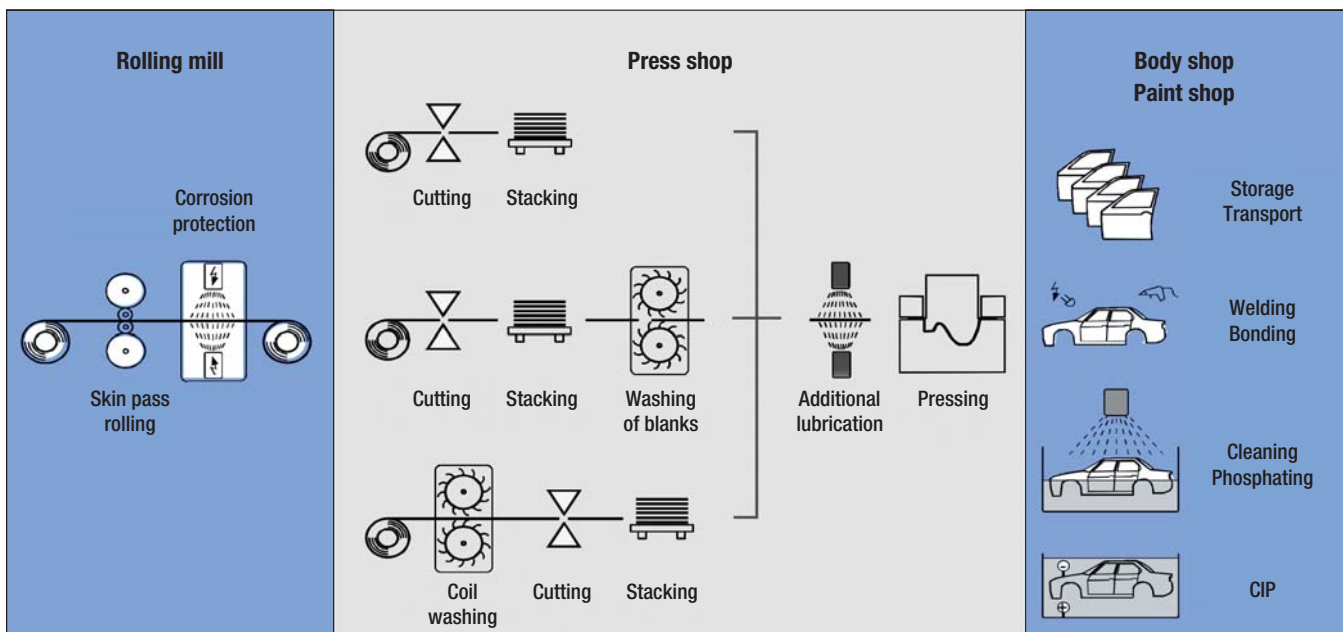 Rolling mill
Corrosion
protection
Skin pass
rolling
Press shop
Cutting
Stacking
Cutting
Stacking
Washing
of blanks
Coil
washing
Cutting
Stacking
Additional
lubrication
Pressing
Body shop
Paint shop
Storage
Transport
Welding
Bonding
Cleaning
Phosphating
CIP